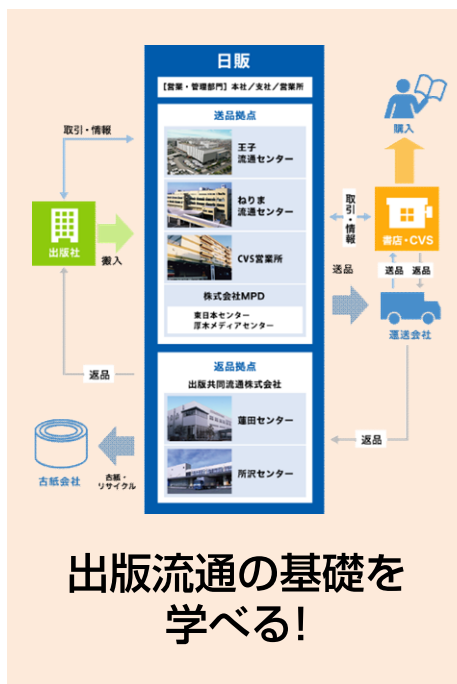 日販
【営業・管理部門】本社／支社／営業所
送品拠点
王子
流通センター
ねりま
流通センター
CVS営業所
株式会社MPD
東日本センター
厚木メディアセンター
返品拠点
出版共同流通株式会社
蓮田センター
所沢センター
取引・情報
出版社
搬入
返品
古紙会社
古紙・
リサイクル
購入
取引・情報
書店・CVS
送品
送品
返品
運送会社
返品
出版流通の基礎を
学べる!